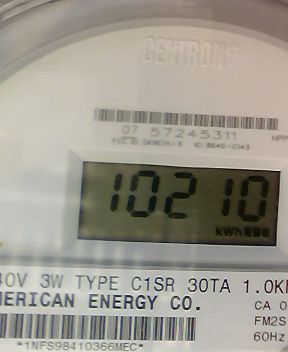 CENTRON®
07 57245311
10210
kWh
40V 3W TYPE C1SR 30TA 1.0K
MERICAN ENERGY CO.
CA 0
FM2S
60Hz
*1NFS98410366MEC*